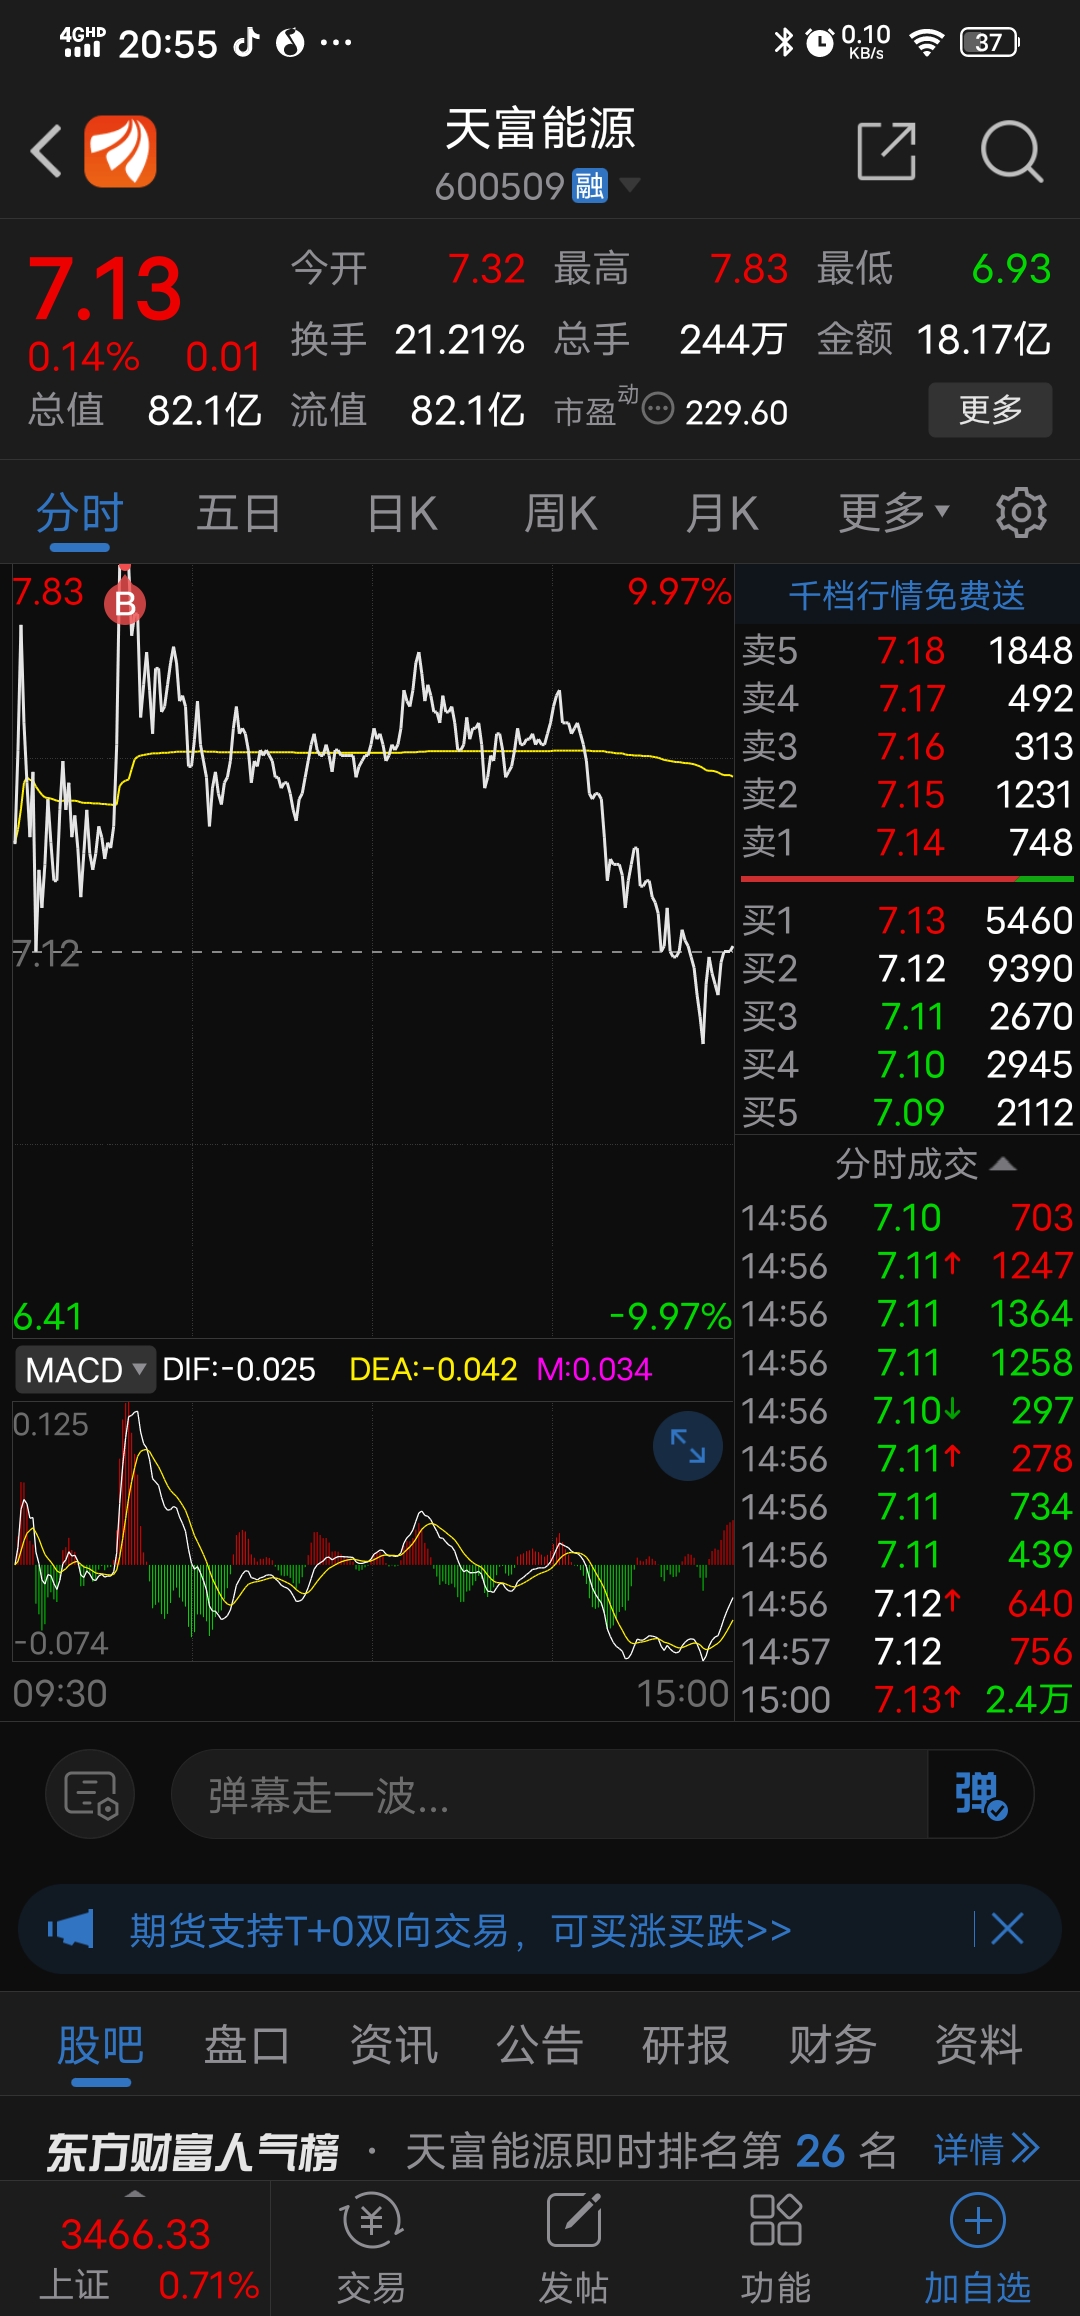 4GHD 20:55 ... 0.10 KB/s 37
天富能源
600509 融
7.13 今开 7.32 最高 7.83 最低 6.93
0.14% 0.01 换手 21.21% 总手 244万 金额 18.17亿
总值 82.1亿 流值 82.1亿 市盈动 229.60 更多
分时 五日 日K 周K 月K 更多
7.83 B 9.97%
7.12
6.41 -9.97%
千档行情免费送
卖5 7.18 1848
卖4 7.17 492
卖3 7.16 313
卖2 7.15 1231
卖1 7.14 748
买1 7.13 5460
买2 7.12 9390
买3 7.11 2670
买4 7.10 2945
买5 7.09 2112
分时成交
14:56 7.10 703
14:56 7.11↑ 1247
14:56 7.11 1364
14:56 7.11 1258
14:56 7.10↓ 297
14:56 7.11↑ 278
14:56 7.11 734
14:56 7.11 439
14:56 7.12↑ 640
14:57 7.12 756
15:00 7.13↑ 2.4万
MACD DIF:-0.025 DEA:-0.042 M:0.034
0.125
-0.074
09:30 15:00
弹幕走一波... 弹
期货支持T+0双向交易，可买涨买跌>>
股吧 盘口 资讯 公告 研报 财务 资料
东方财富人气榜 · 天富能源即时排名第 26 名 详情
3466.33
上证 0.71%
交易 发帖 功能 加自选